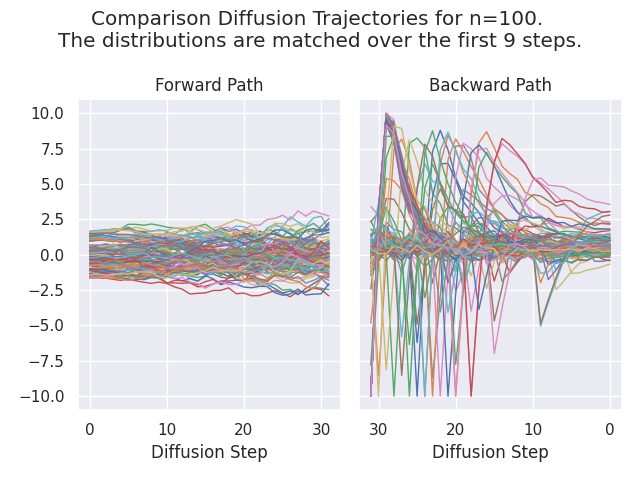 Comparison Diffusion Trajectories for n=100.
The distributions are matched over the first 9 steps.
Forward Path
Backward Path
10.0
7.5
5.0
2.5
0.0
−2.5
−5.0
−7.5
−10.0
0 10 20 30
30 20 10 0
Diffusion Step
Diffusion Step